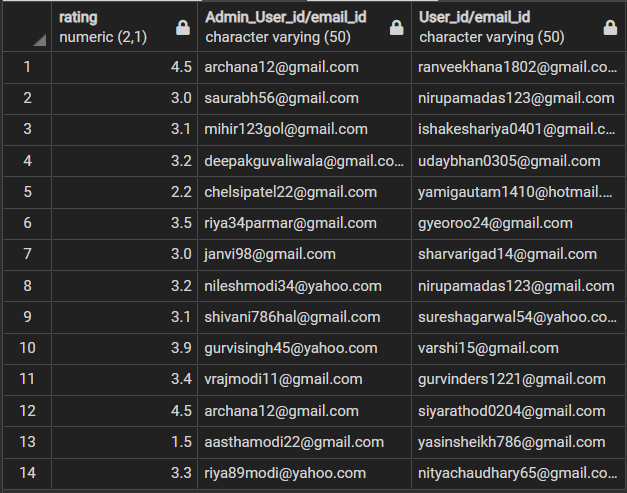 rating Admin_User_id/email_id User_id/email_id
numeric (2,1) character varying (50) character varying (50)
1 4.5 archana12@gmail.com ranveekhana1802@gmail.co...
2 3.0 saurabh56@gmail.com nirupamadas123@gmail.com
3 3.1 mihir123gol@gmail.com ishakeshariya0401@gmail.c...
4 3.2 deepakguvaliwala@gmail.co... udaybhan0305@gmail.com
5 2.2 chelsipatel22@gmail.com yamigautam1410@hotmail....
6 3.5 riya34parmar@gmail.com gyeoroo24@gmail.com
7 3.0 janvi98@gmail.com sharvarigad14@gmail.com
8 3.2 nileshmodi34@yahoo.com nirupamadas123@gmail.com
9 3.1 shivani786hal@gmail.com sureshagarwal54@yahoo.co...
10 3.9 gurvisingh45@yahoo.com varshi15@gmail.com
11 3.4 vrajmodi11@gmail.com gurvinders1221@gmail.com
12 4.5 archana12@gmail.com siyarathod0204@gmail.com
13 1.5 aasthamodi22@gmail.com yasinsheikh786@gmail.com
14 3.3 riya89modi@yahoo.com nityachaudhary65@gmail.co...